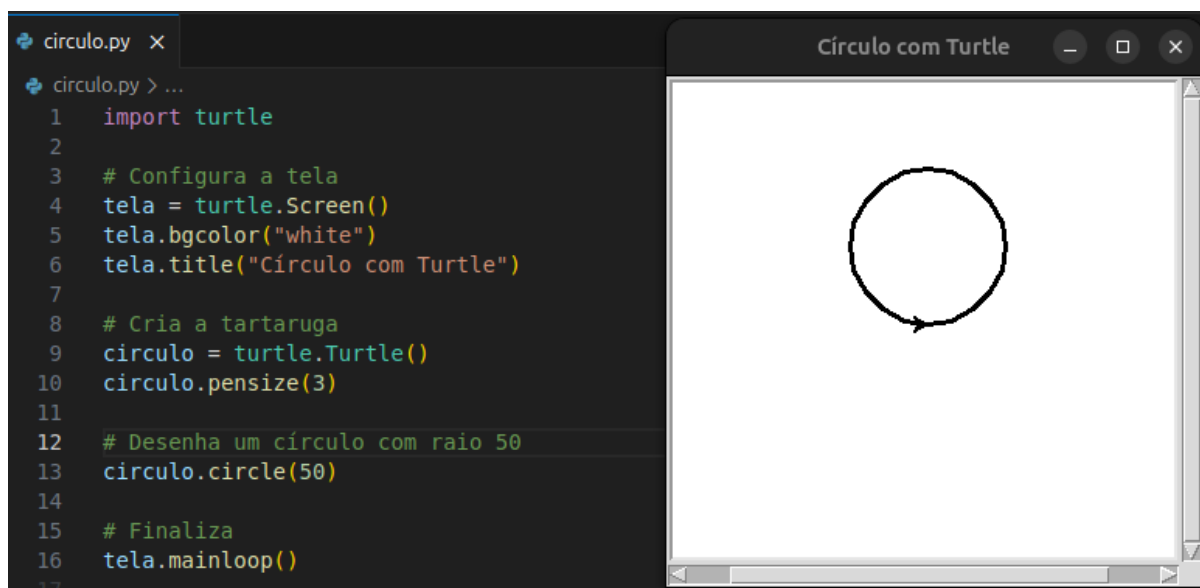 circulo.py ×
circulo.py > ...
1 import turtle
2
3 # Configura a tela
4 tela = turtle.Screen()
5 tela.bgcolor("white")
6 tela.title("Círculo com Turtle")
7
8 # Cria a tartaruga
9 circulo = turtle.Turtle()
10 circulo.pensize(3)
11
12 # Desenha um círculo com raio 50
13 circulo.circle(50)
14
15 # Finaliza
16 tela.mainloop()
17
Círculo com Turtle